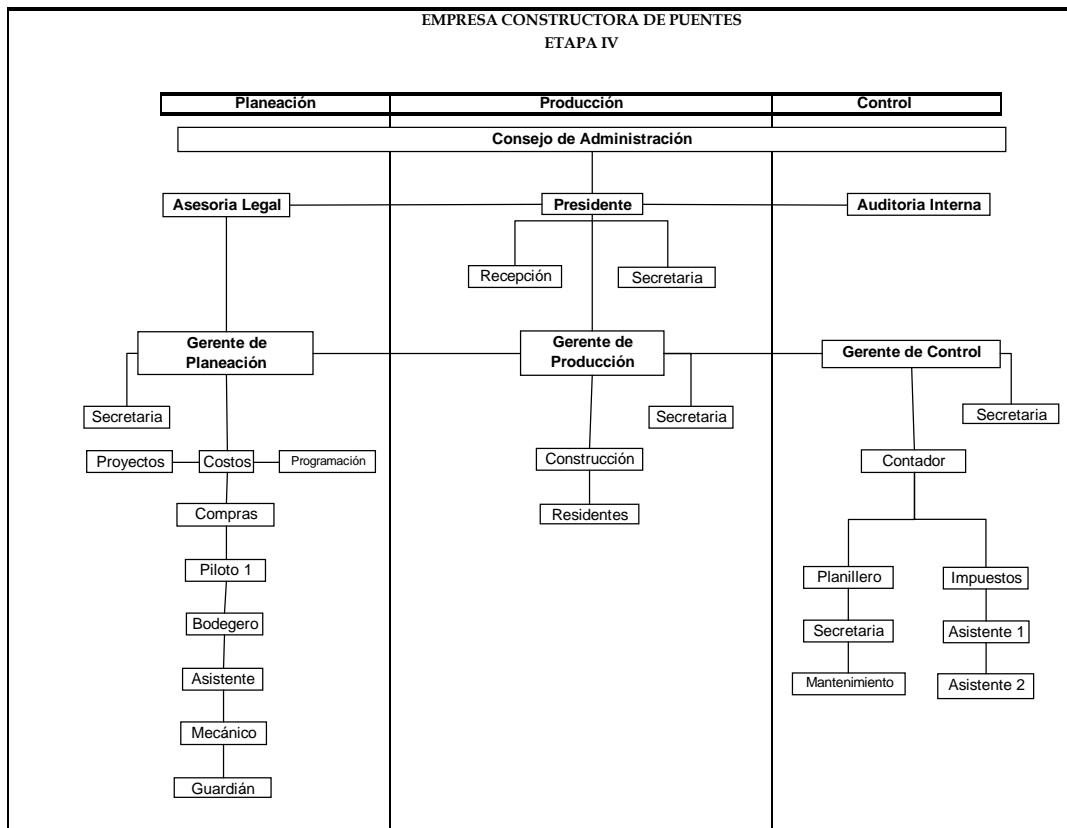 EMPRESA CONSTRUCTORA DE PUENTES
ETAPA IV
Planeación
Producción
Control
Consejo de Administración
Asesoria Legal
Presidente
Auditoria Interna
Recepción
Secretaria
Gerente de
Planeación
Gerente de
Producción
Gerente de Control
Secretaria
Secretaria
Secretaria
Proyectos
Costos
Programación
Construcción
Contador
Compras
Residentes
Piloto 1
Planillero
Impuestos
Bodegero
Secretaria
Asistente 1
Asistente
Mantenimiento
Asistente 2
Mecánico
Guardián